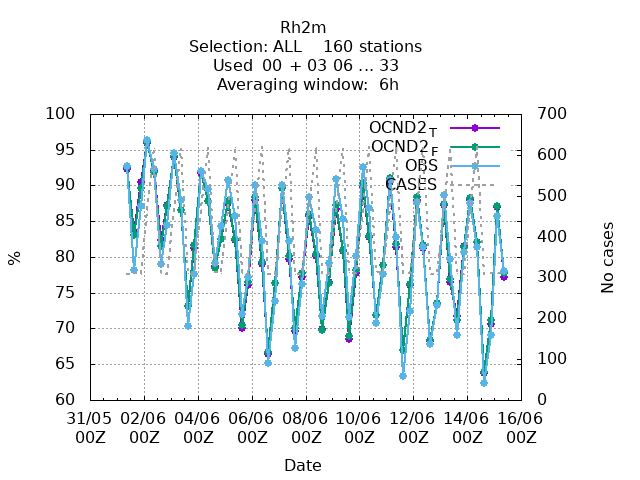 Rh2m
Selection: ALL    160 stations
Used  00 + 03 06 ... 33
Averaging window:  6h
100
95
90
85
80
75
70
65
60
%
700
600
500
400
300
200
100
0
No cases
OCND2_T
OCND2_F
OBS
CASES
31/05 02/06 04/06 06/06 08/06 10/06 12/06 14/06 16/06
00Z 00Z 00Z 00Z 00Z 00Z 00Z 00Z 00Z
Date